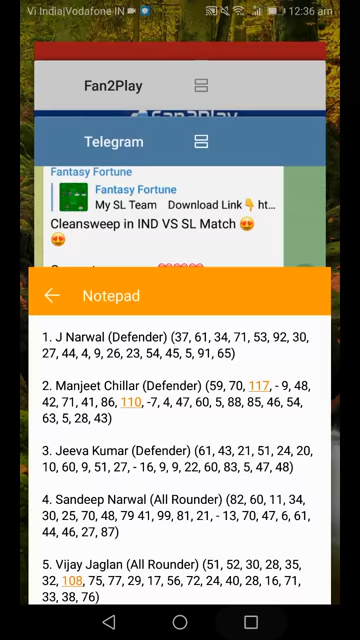 Vi India|Vodafone IN
12:36 am
Fan2Play
Telegram
Fantasy Fortune
Fantasy Fortune
My SL Team Download Link👇 ht...
Cleansweep in IND VS SL Match 😍
😍
Notepad
1. J Narwal (Defender) (37, 61, 34, 71, 53, 92, 30,
27, 44, 4, 9, 26, 23, 54, 45, 5, 91, 65)
2. Manjeet Chillar (Defender) (59, 70, 117, - 9, 48,
42, 71, 41, 86, 110, -7, 4, 47, 60, 5, 88, 85, 46, 54,
63, 5, 28, 43)
3. Jeeva Kumar (Defender) (61, 43, 21, 51, 24, 20,
10, 60, 9, 51, 27, - 16, 9, 9, 22, 60, 83, 5, 47, 48)
4. Sandeep Narwal (All Rounder) (82, 60, 11, 34,
30, 25, 70, 48, 79 41, 99, 81, 21, - 13, 70, 47, 6, 61,
44, 46, 27, 87)
5. Vijay Jaglan (All Rounder) (51, 52, 30, 28, 35,
32, 108, 75, 77, 29, 17, 56, 72, 24, 40, 28, 16, 71,
33, 38, 76)